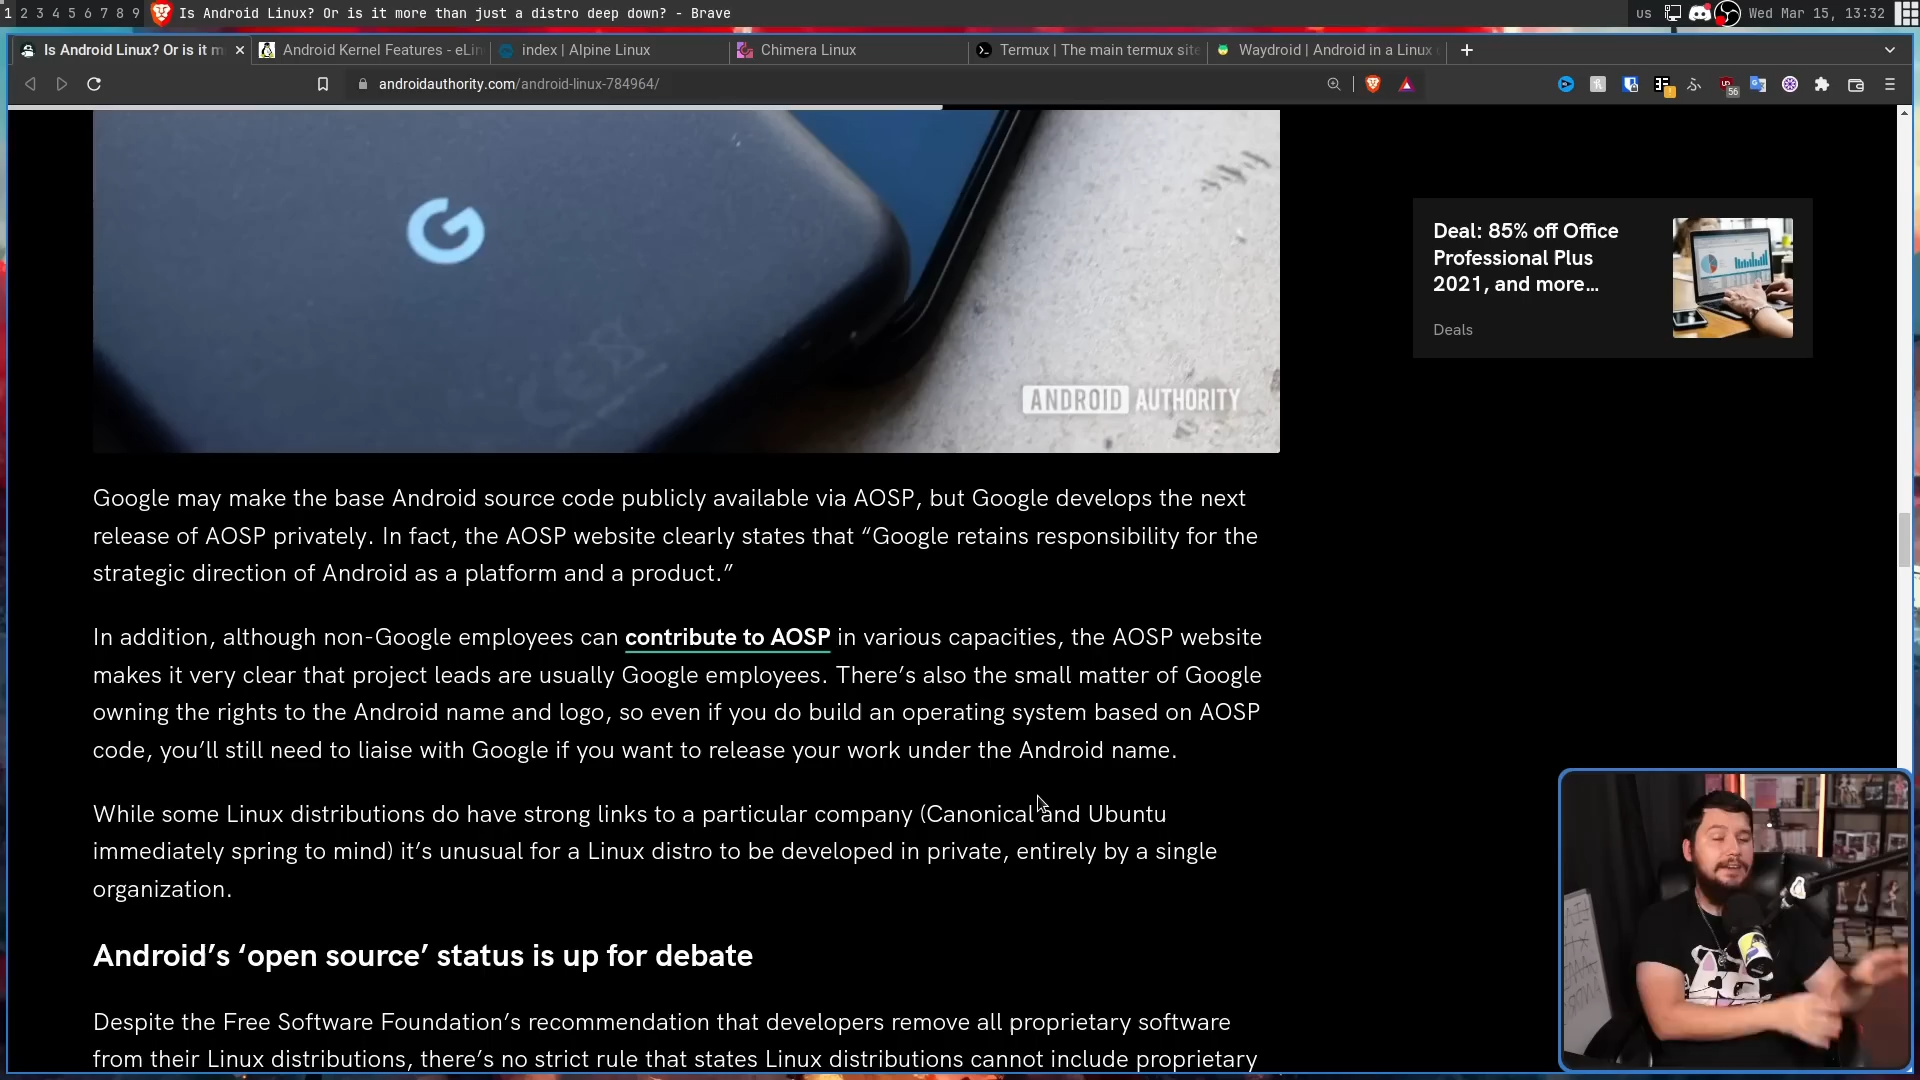 1 2 3 4 5 6 7 8 9 Is Android Linux? Or is it more than just a distro deep down? - Brave us Wed Mar 15, 13:32
Is Android Linux? Or is it m Android Kernel Features - eLin index | Alpine Linux Chimera Linux Termux | The main termux site Waydroid | Android in a Linux
androidauthority.com/android-linux-784964/ 56
ANDROID AUTHORITY
Deal: 85% off Office
Professional Plus
2021, and more...
Deals
Google may make the base Android source code publicly available via AOSP, but Google develops the next
release of AOSP privately. In fact, the AOSP website clearly states that “Google retains responsibility for the
strategic direction of Android as a platform and a product.”
In addition, although non-Google employees can contribute to AOSP in various capacities, the AOSP website
makes it very clear that project leads are usually Google employees. There’s also the small matter of Google
owning the rights to the Android name and logo, so even if you do build an operating system based on AOSP
code, you’ll still need to liaise with Google if you want to release your work under the Android name.
While some Linux distributions do have strong links to a particular company (Canonical and Ubuntu
immediately spring to mind) it’s unusual for a Linux distro to be developed in private, entirely by a single
organization.
Android’s ‘open source’ status is up for debate
Despite the Free Software Foundation’s recommendation that developers remove all proprietary software
from their Linux distributions, there’s no strict rule that states Linux distributions cannot include proprietary